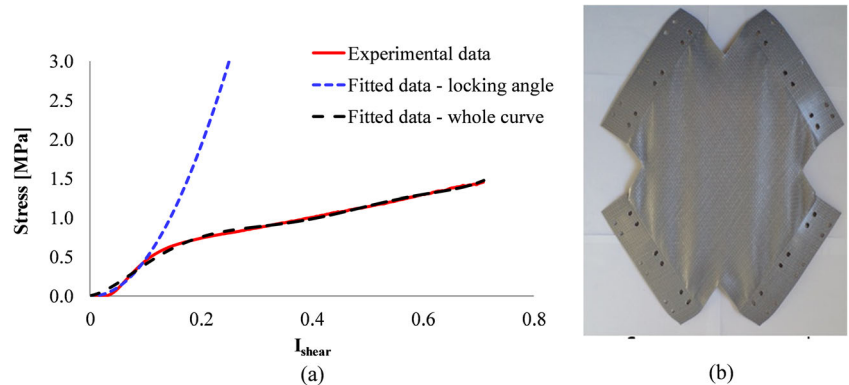 3.0
2.5
2.0
1.5
1.0
0.5
0.0
Stress [MPa]
Experimental data
Fitted data - locking angle
Fitted data - whole curve
0
0.2
0.4
0.6
0.8
I_shear
(a)
(b)